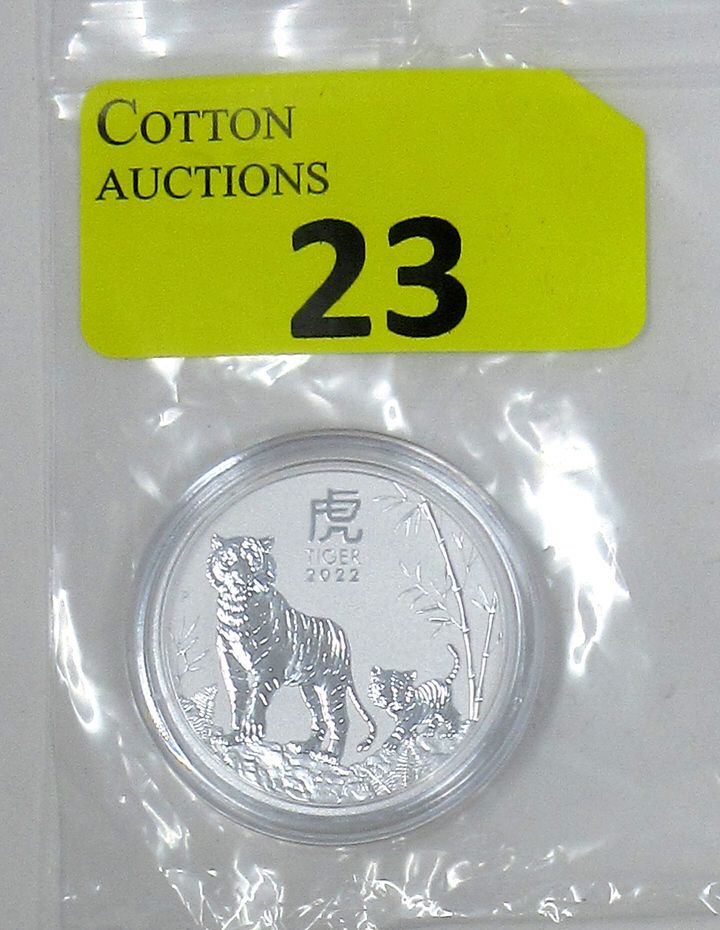 COTTON
AUCTIONS
23
虎
TIGER
2022
P